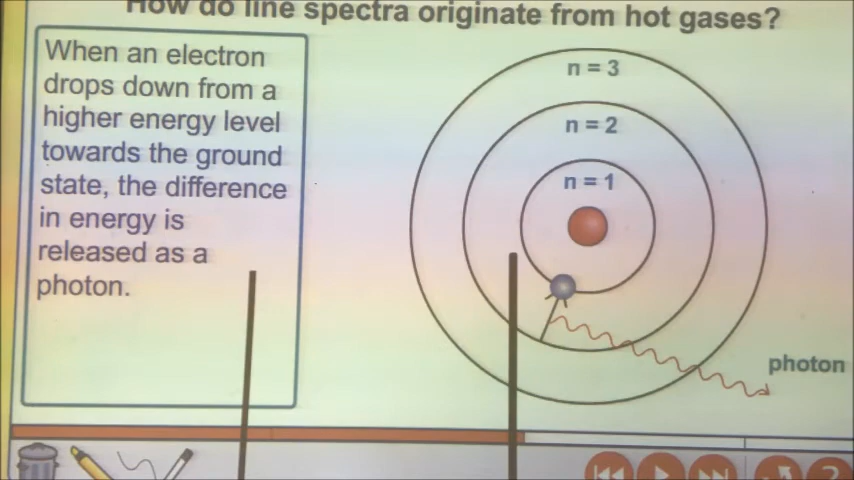 How do line spectra originate from hot gases?
When an electron
drops down from a
higher energy level
towards the ground
state, the difference
in energy is
released as a
photon.
n = 3
n = 2
n = 1
photon
?